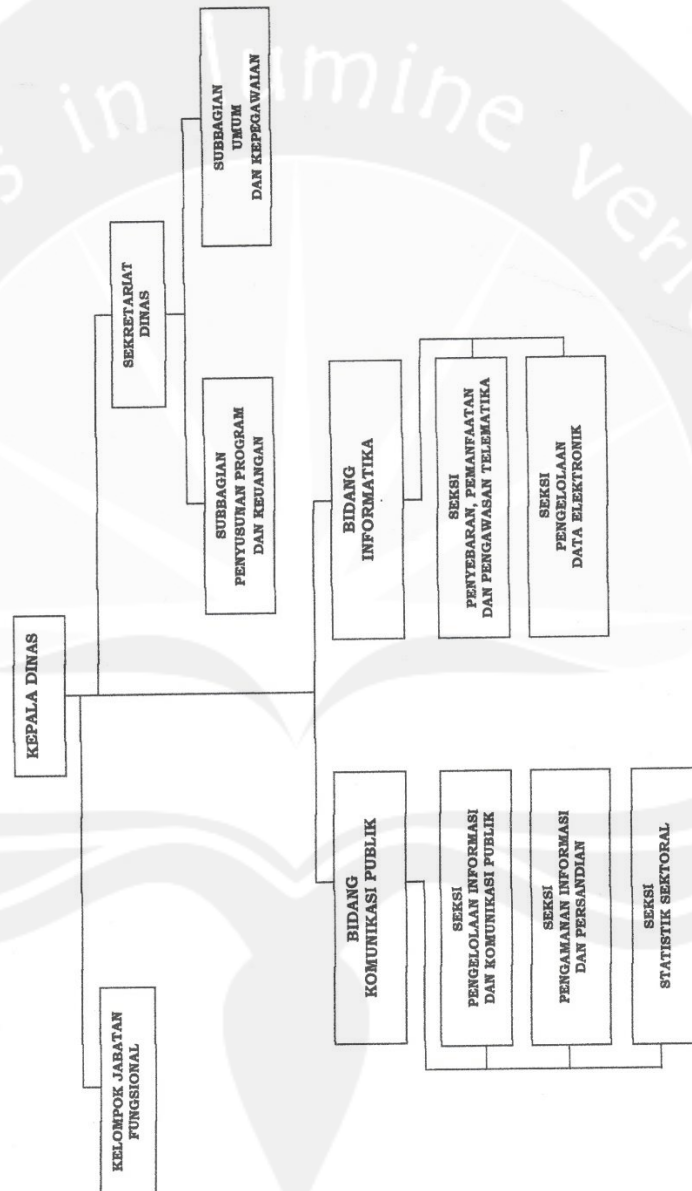 KEPALA DINAS
KELOMPOK JABATAN
FUNGSIONAL
SEKRETARIAT
DINAS
SUBBAGIAN
PENYUSUNAN PROGRAM
DAN KEUANGAN
SUBBAGIAN
UMUM
DAN KEPEGAWAIAN
BIDANG
KOMUNIKASI PUBLIK
SEKSI
PENGELOLAAN INFORMASI
DAN KOMUNIKASI PUBLIK
SEKSI
PENGAMANAN INFORMASI
DAN PERSANDIAN
SEKSI
STATISTIK SEKTORAL
BIDANG
INFORMATIKA
SEKSI
PENYEBARAN, PEMANFAATAN
DAN PENGAWASAN TELEMATIKA
SEKSI
PENGELOLAAN
DATA ELEKTRONIK
in lumine